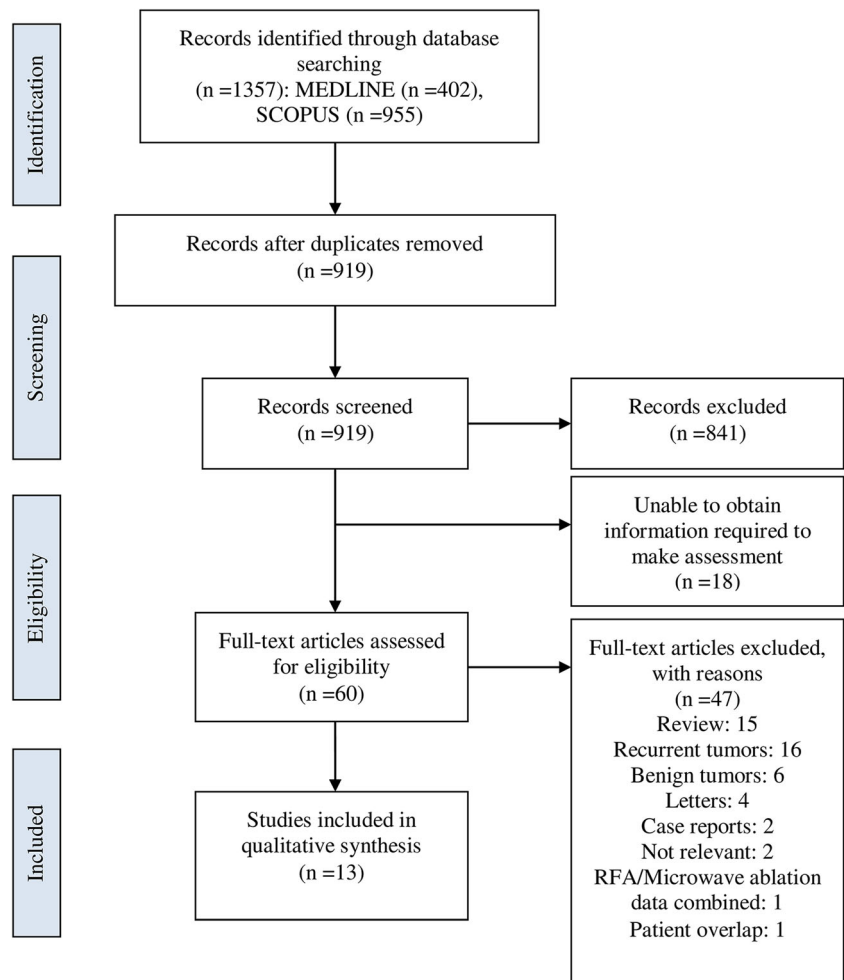 Identification
Records identified through database
searching
(n =1357): MEDLINE (n =402),
SCOPUS (n =955)
Records after duplicates removed
(n =919)
Screening
Records screened
(n =919)
Records excluded
(n =841)
Unable to obtain
information required to
make assessment
(n =18)
Eligibility
Full-text articles assessed
for eligibility
(n =60)
Full-text articles excluded,
with reasons
(n =47)
Review: 15
Recurrent tumors: 16
Benign tumors: 6
Letters: 4
Case reports: 2
Not relevant: 2
RFA/Microwave ablation
data combined: 1
Patient overlap: 1
Included
Studies included in
qualitative synthesis
(n =13)